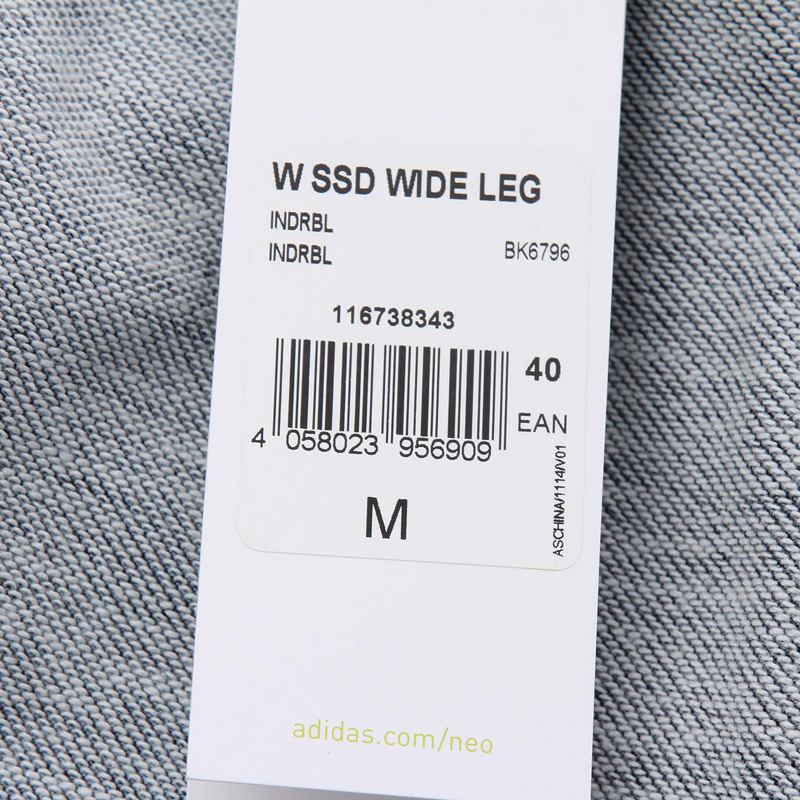 W SSD WIDE LEG
INDRBL
INDRBL BK6796
116738343
40
EAN
4 058023 956909
ASCHINA/1114/V01
M
adidas.com/neo